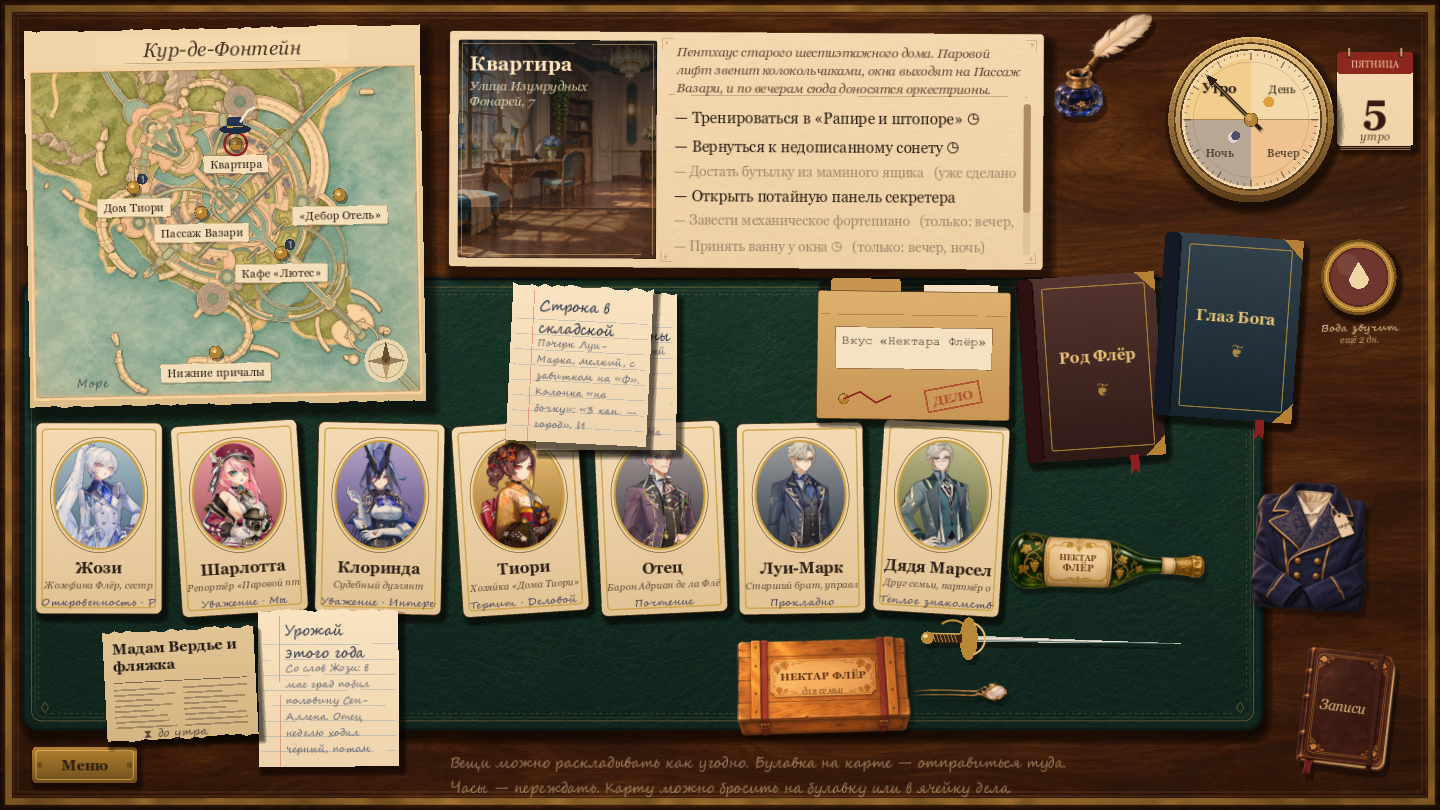 Кур-де-Фонтейн
Квартира
Дом Тиори
«Дебор Отель»
Пассаж Вазари
Кафе «Лютес»
Нижние причалы
Море
Квартира
Улица Изумрудных
Фонарей, 7
Пентхаус старого шестиэтажного дома. Паровой
лифт звенит колокольчиками, окна выходят на Пассаж
Вазари, и по вечерам сюда доносятся оркестрионы.
— Тренироваться в «Рапире и штопоре»
— Вернуться к недописанному сонету
— Достать бутылку из маминого ящика (уже сделано
— Открыть потайную панель секретера
— Завести механическое фортепиано (только: вечер,
— Принять ванну у окна (только: вечер, ночь)
Утро
День
Ночь
Вечер
ПЯТНИЦА
5
утро
Строка в
складской
Почерк Луи-
Марка, мелкий, с
завитком на «Ф».
Колонка «на
бочку»: «3 кап. —
город». И
Вкус «Нектара Флёр»
ДЕЛО
Род Флёр
Глаз Бога
Вода звучит
ещё 2 дн.
Жози
Жозефина Флёр, сестр
Откровенность · Р
Шарлотта
Репортёр «Паровой пт
Уважение · Мы
Клоринда
Судебный дуэлянт
Уважение · Интере
Тиори
Хозяйка «Дома Тиори»
Терпит · Деловой
Отец
Барон Адриан де ла Флё
Почтение
Луи-Марк
Старший брат, управл
Прохладно
Дядя Марсел
Друг семьи, партнёр о
Тёплое знакомств
НЕКТАР
ФЛЁР
Мадам Вердье и
фляжка
до утра
Урожай
этого года
Со слов Жози: в
мае град побил
половину Сен-
Аллена. Отец
неделю ходил
чёрный, потом
НЕКТАР ФЛЁР
для семьи
Записи
Меню
Вещи можно раскладывать как угодно. Булавка на карте — отправиться туда.
Часы — переждать. Карту можно бросить на булавку или в ячейку дела.